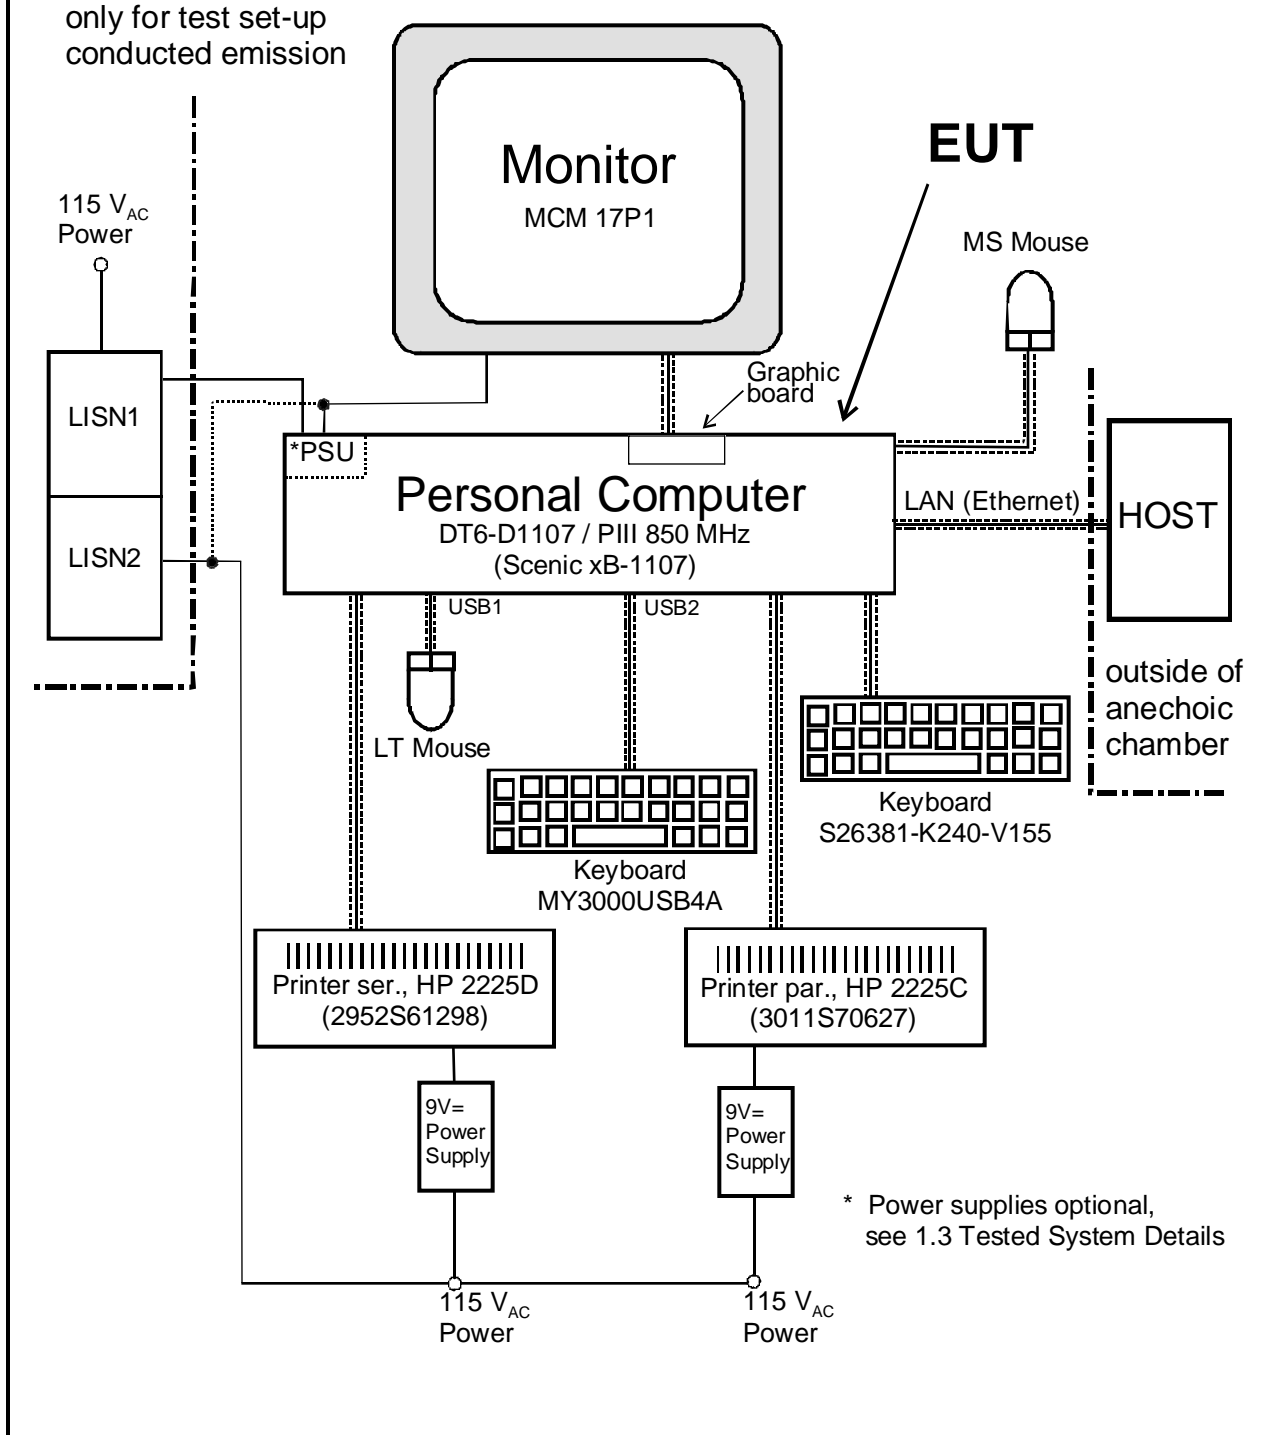 only for test set-up
conducted emission
EUT
Monitor
MCM 17P1
115 VAC
Power
MS Mouse
Graphic
board
LISN1
*PSU
Personal Computer
DT6-D1107 / PIII 850 MHz
(Scenic xB-1107)
LAN (Ethernet)
HOST
LISN2
USB1
USB2
outside of
anechoic
chamber
LT Mouse
Keyboard
S26381-K240-V155
Keyboard
MY3000USB4A
Printer ser., HP 2225D
(2952S61298)
Printer par., HP 2225C
(3011S70627)
9V=
Power
Supply
9V=
Power
Supply
* Power supplies optional,
see 1.3 Tested System Details
115 VAC
Power
115 VAC
Power